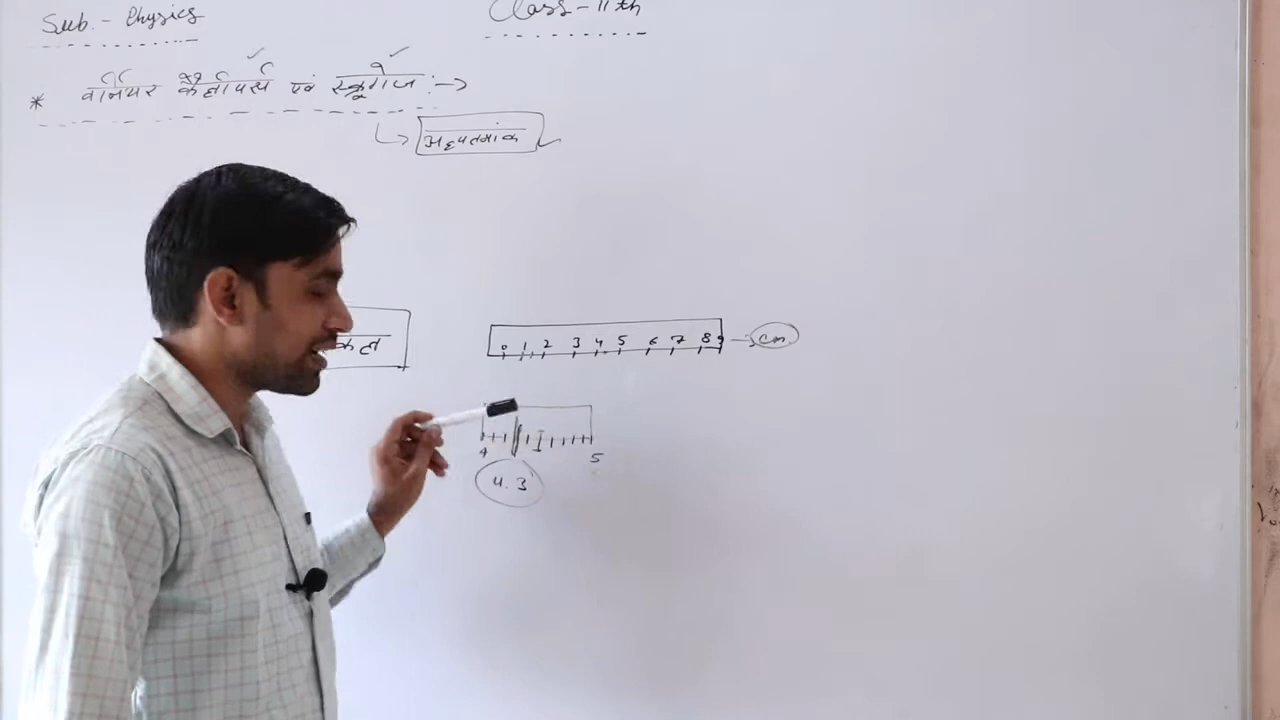 Sub. - Physics
Class - 11th
* वर्नियर कैलीपर्स एवं स्क्रूगेज :->
अल्पतमांक
0 1 2 3 4 5 6 7 8 9 -> cm
4 5
4.3